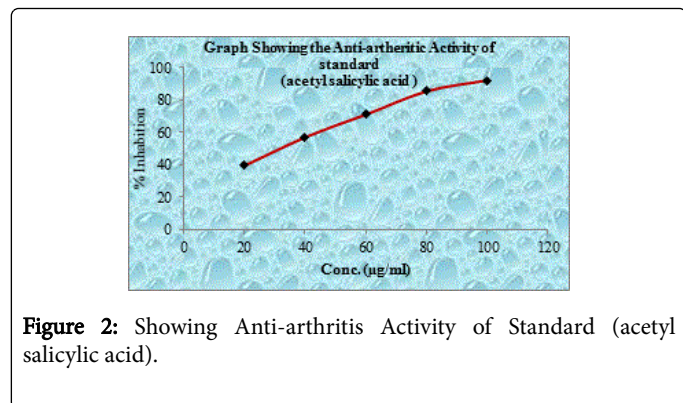 Graph Showing the Anti-artheritic Activity of
standard
(acetyl salicylic acid )
100
80
60
40
20
0
% Inhabition
0 20 40 60 80 100 120
Conc. (µg/ml)
Figure 2: Showing Anti-arthritis Activity of Standard (acetyl
salicylic acid).